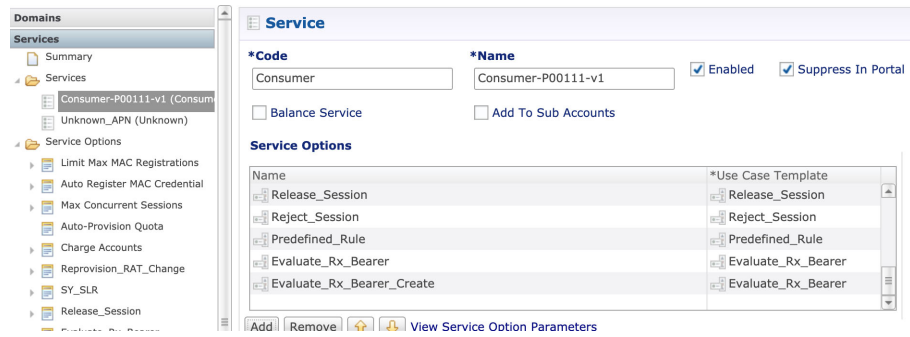 Domains
Services
Summary
Services
Consumer-P00111-v1 (Consum
Unknown_APN (Unknown)
Service Options
Limit Max MAC Registrations
Auto Register MAC Credential
Max Concurrent Sessions
Auto-Provision Quota
Charge Accounts
Reprovision_RAT_Change
SY_SLR
Release_Session
Evaluate_Rx_Bearer
Service
*Code *Name
Consumer Consumer-P00111-v1 Enabled Suppress In Portal
Balance Service Add To Sub Accounts
Service Options
Name *Use Case Template
Release_Session Release_Session
Reject_Session Reject_Session
Predefined_Rule Predefined_Rule
Evaluate_Rx_Bearer Evaluate_Rx_Bearer
Evaluate_Rx_Bearer_Create Evaluate_Rx_Bearer
Add Remove View Service Option Parameters